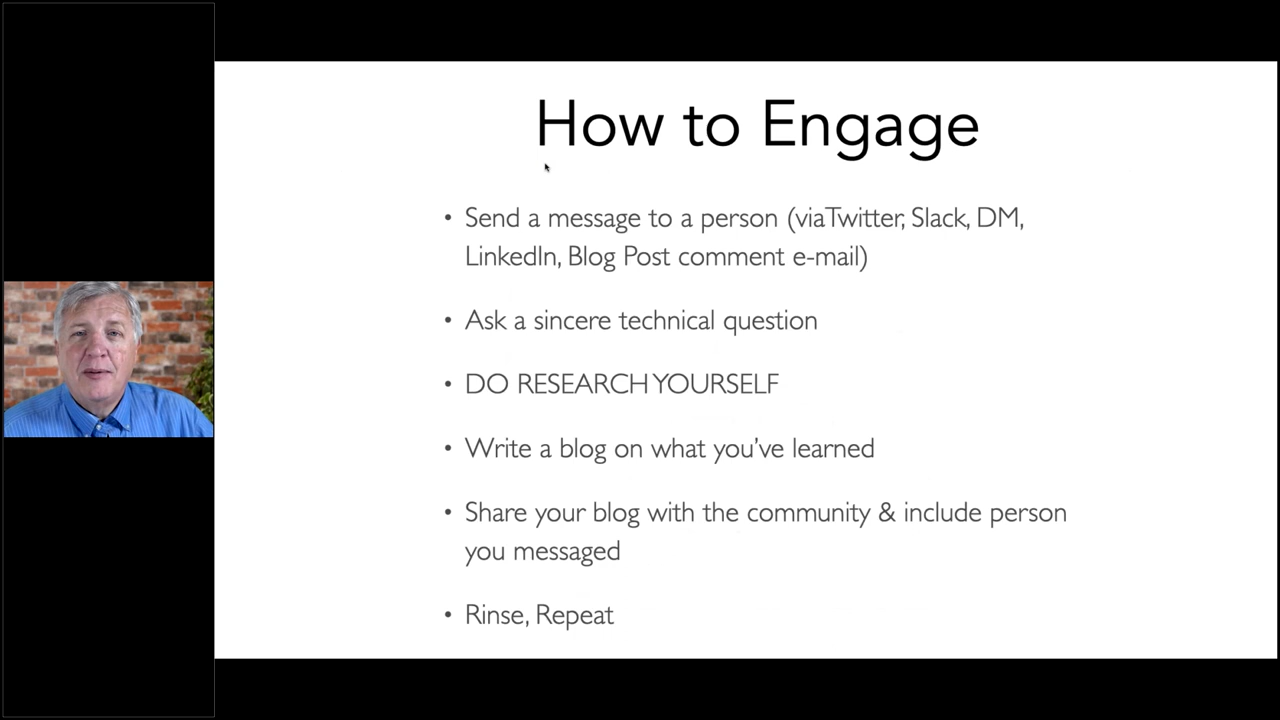 How to Engage
• Send a message to a person (viaTwitter, Slack, DM,
LinkedIn, Blog Post comment e-mail)
• Ask a sincere technical question
• DO RESEARCH YOURSELF
• Write a blog on what you’ve learned
• Share your blog with the community & include person
you messaged
• Rinse, Repeat